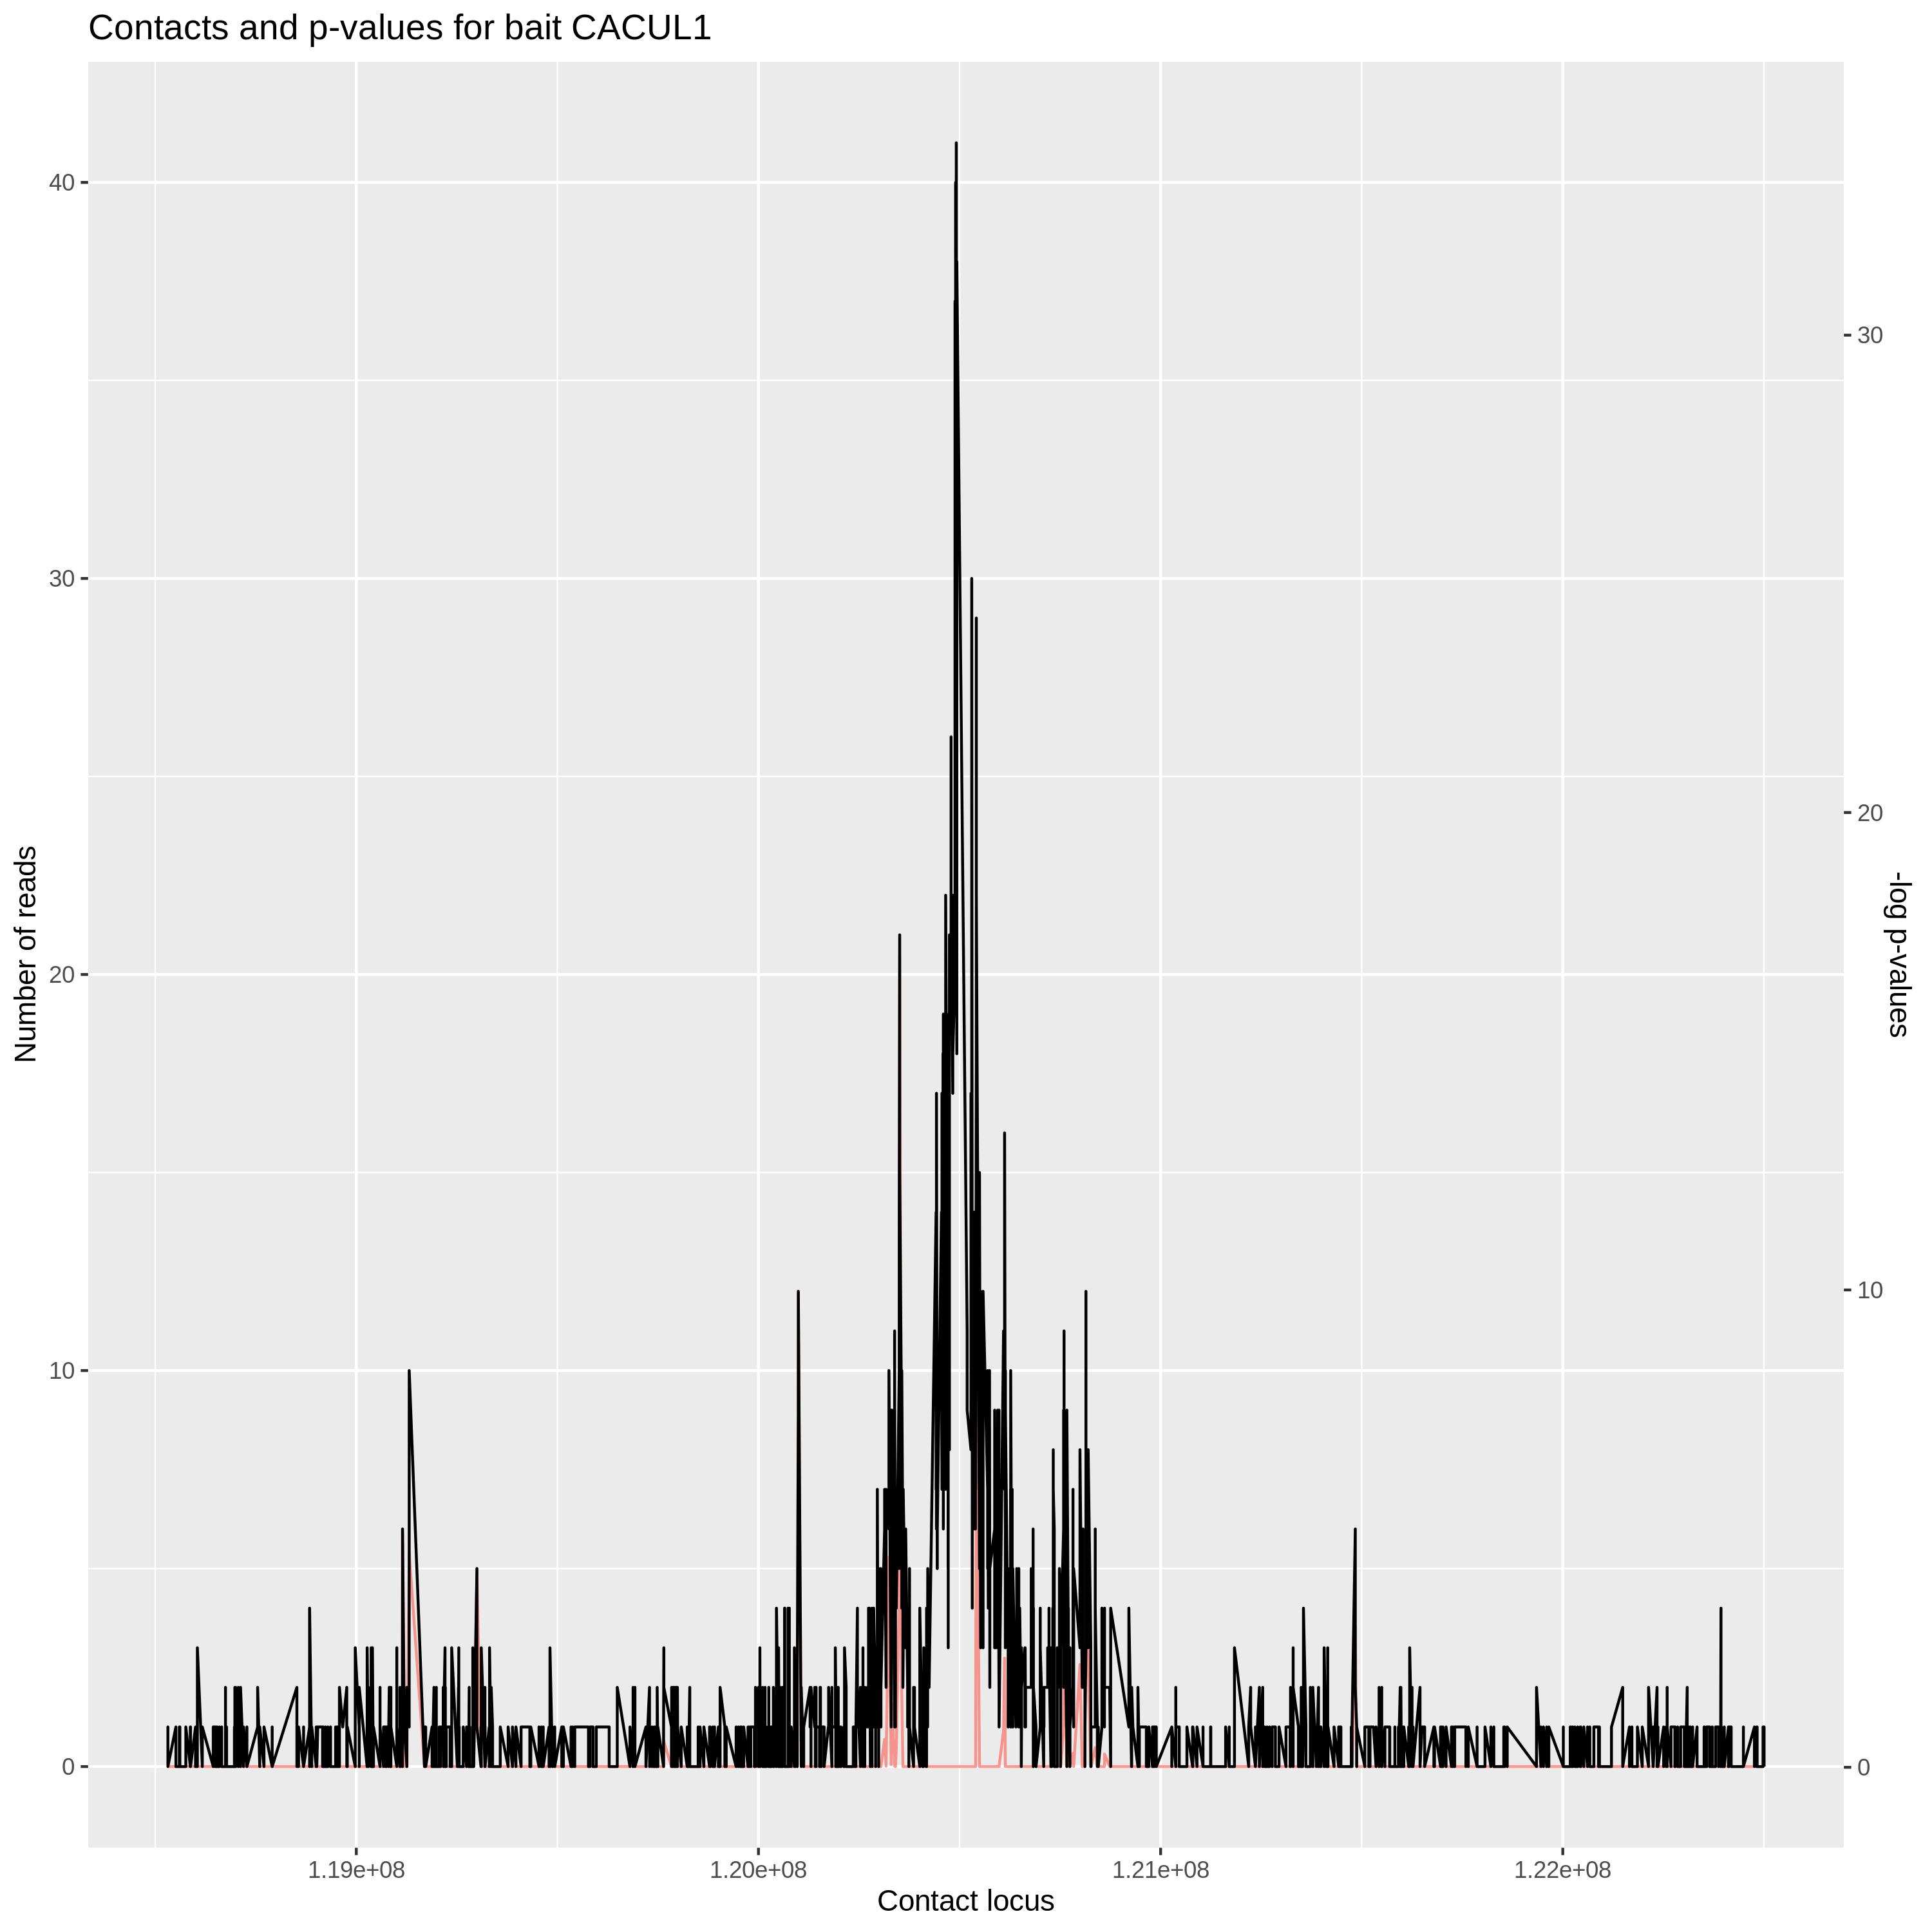 Contacts and p-values for bait CACUL1
40
30
20
10
0
Number of reads
30
20
10
0
-log p-values
1.19e+08
1.20e+08
1.21e+08
1.22e+08
Contact locus